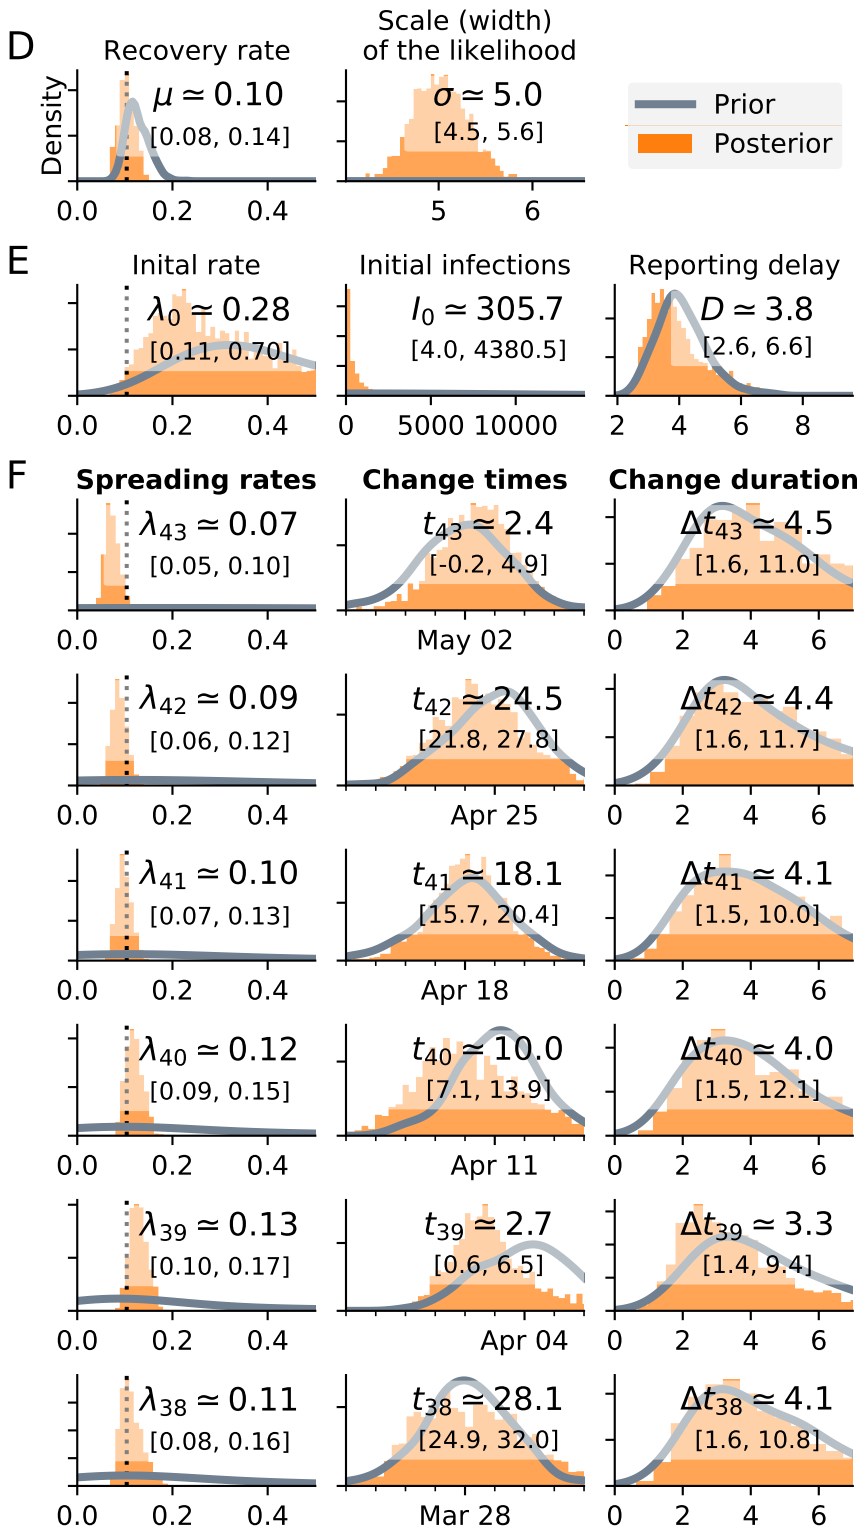 D
Recovery rate
Scale (width)
of the likelihood
Density
μ ≃ 0.10
[0.08, 0.14]
σ ≃ 5.0
[4.5, 5.6]
Prior
Posterior
0.0 0.2 0.4
5 6
E
Inital rate
Initial infections
Reporting delay
λ0 ≃ 0.28
[0.11, 0.70]
I0 ≃ 305.7
[4.0, 4380.5]
D ≃ 3.8
[2.6, 6.6]
0.0 0.2 0.4
0 5000 10000
2 4 6 8
F
Spreading rates
Change times
Change duration
λ43 ≃ 0.07
[0.05, 0.10]
t43 ≃ 2.4
[-0.2, 4.9]
Δt43 ≃ 4.5
[1.6, 11.0]
0.0 0.2 0.4
May 02
0 2 4 6
λ42 ≃ 0.09
[0.06, 0.12]
t42 ≃ 24.5
[21.8, 27.8]
Δt42 ≃ 4.4
[1.6, 11.7]
0.0 0.2 0.4
Apr 25
0 2 4 6
λ41 ≃ 0.10
[0.07, 0.13]
t41 ≃ 18.1
[15.7, 20.4]
Δt41 ≃ 4.1
[1.5, 10.0]
0.0 0.2 0.4
Apr 18
0 2 4 6
λ40 ≃ 0.12
[0.09, 0.15]
t40 ≃ 10.0
[7.1, 13.9]
Δt40 ≃ 4.0
[1.5, 12.1]
0.0 0.2 0.4
Apr 11
0 2 4 6
λ39 ≃ 0.13
[0.10, 0.17]
t39 ≃ 2.7
[0.6, 6.5]
Δt39 ≃ 3.3
[1.4, 9.4]
0.0 0.2 0.4
Apr 04
0 2 4 6
λ38 ≃ 0.11
[0.08, 0.16]
t38 ≃ 28.1
[24.9, 32.0]
Δt38 ≃ 4.1
[1.6, 10.8]
0.0 0.2 0.4
Mar 28
0 2 4 6